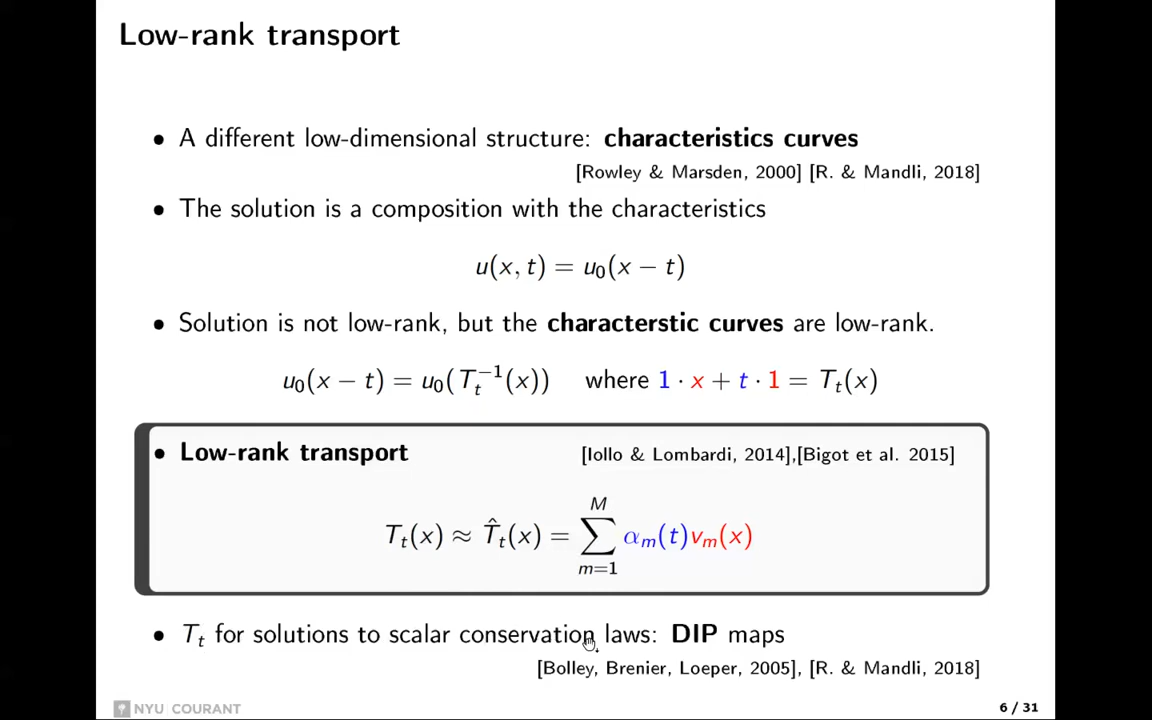 Low-rank transport
• A different low-dimensional structure: characteristics curves
[Rowley & Marsden, 2000] [R. & Mandli, 2018]
• The solution is a composition with the characteristics
u(x, t) = u₀(x − t)
• Solution is not low-rank, but the characterstic curves are low-rank.
u₀(x − t) = u₀(Tₜ⁻¹(x)) where 1 · x + t · 1 = Tₜ(x)
• Low-rank transport [Iollo & Lombardi, 2014],[Bigot et al. 2015]
Tₜ(x) ≈ T̂ₜ(x) = ∑_{m=1}^{M} αₘ(t)vₘ(x)
• Tₜ for solutions to scalar conservation laws: DIP maps
[Bolley, Brenier, Loeper, 2005], [R. & Mandli, 2018]
NYU COURANT 6 / 31